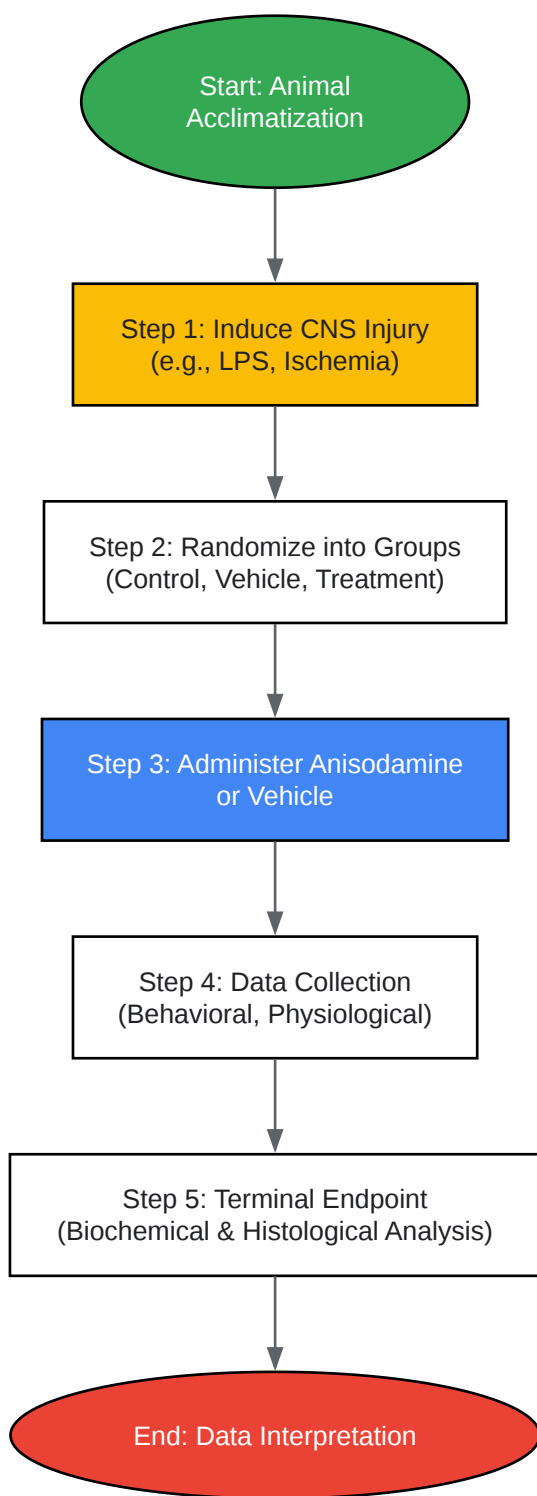 Start: Animal
Acclimatization
Step 1: Induce CNS Injury
(e.g., LPS, Ischemia)
Step 2: Randomize into Groups
(Control, Vehicle, Treatment)
Step 3: Administer Anisodamine
or Vehicle
Step 4: Data Collection
(Behavioral, Physiological)
Step 5: Terminal Endpoint
(Biochemical & Histological Analysis)
End: Data Interpretation